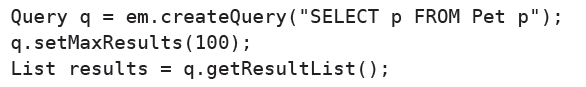 Query q = em.createQuery("SELECT p FROM Pet p");
q.setMaxResults(100);
List results = q.getResultList();